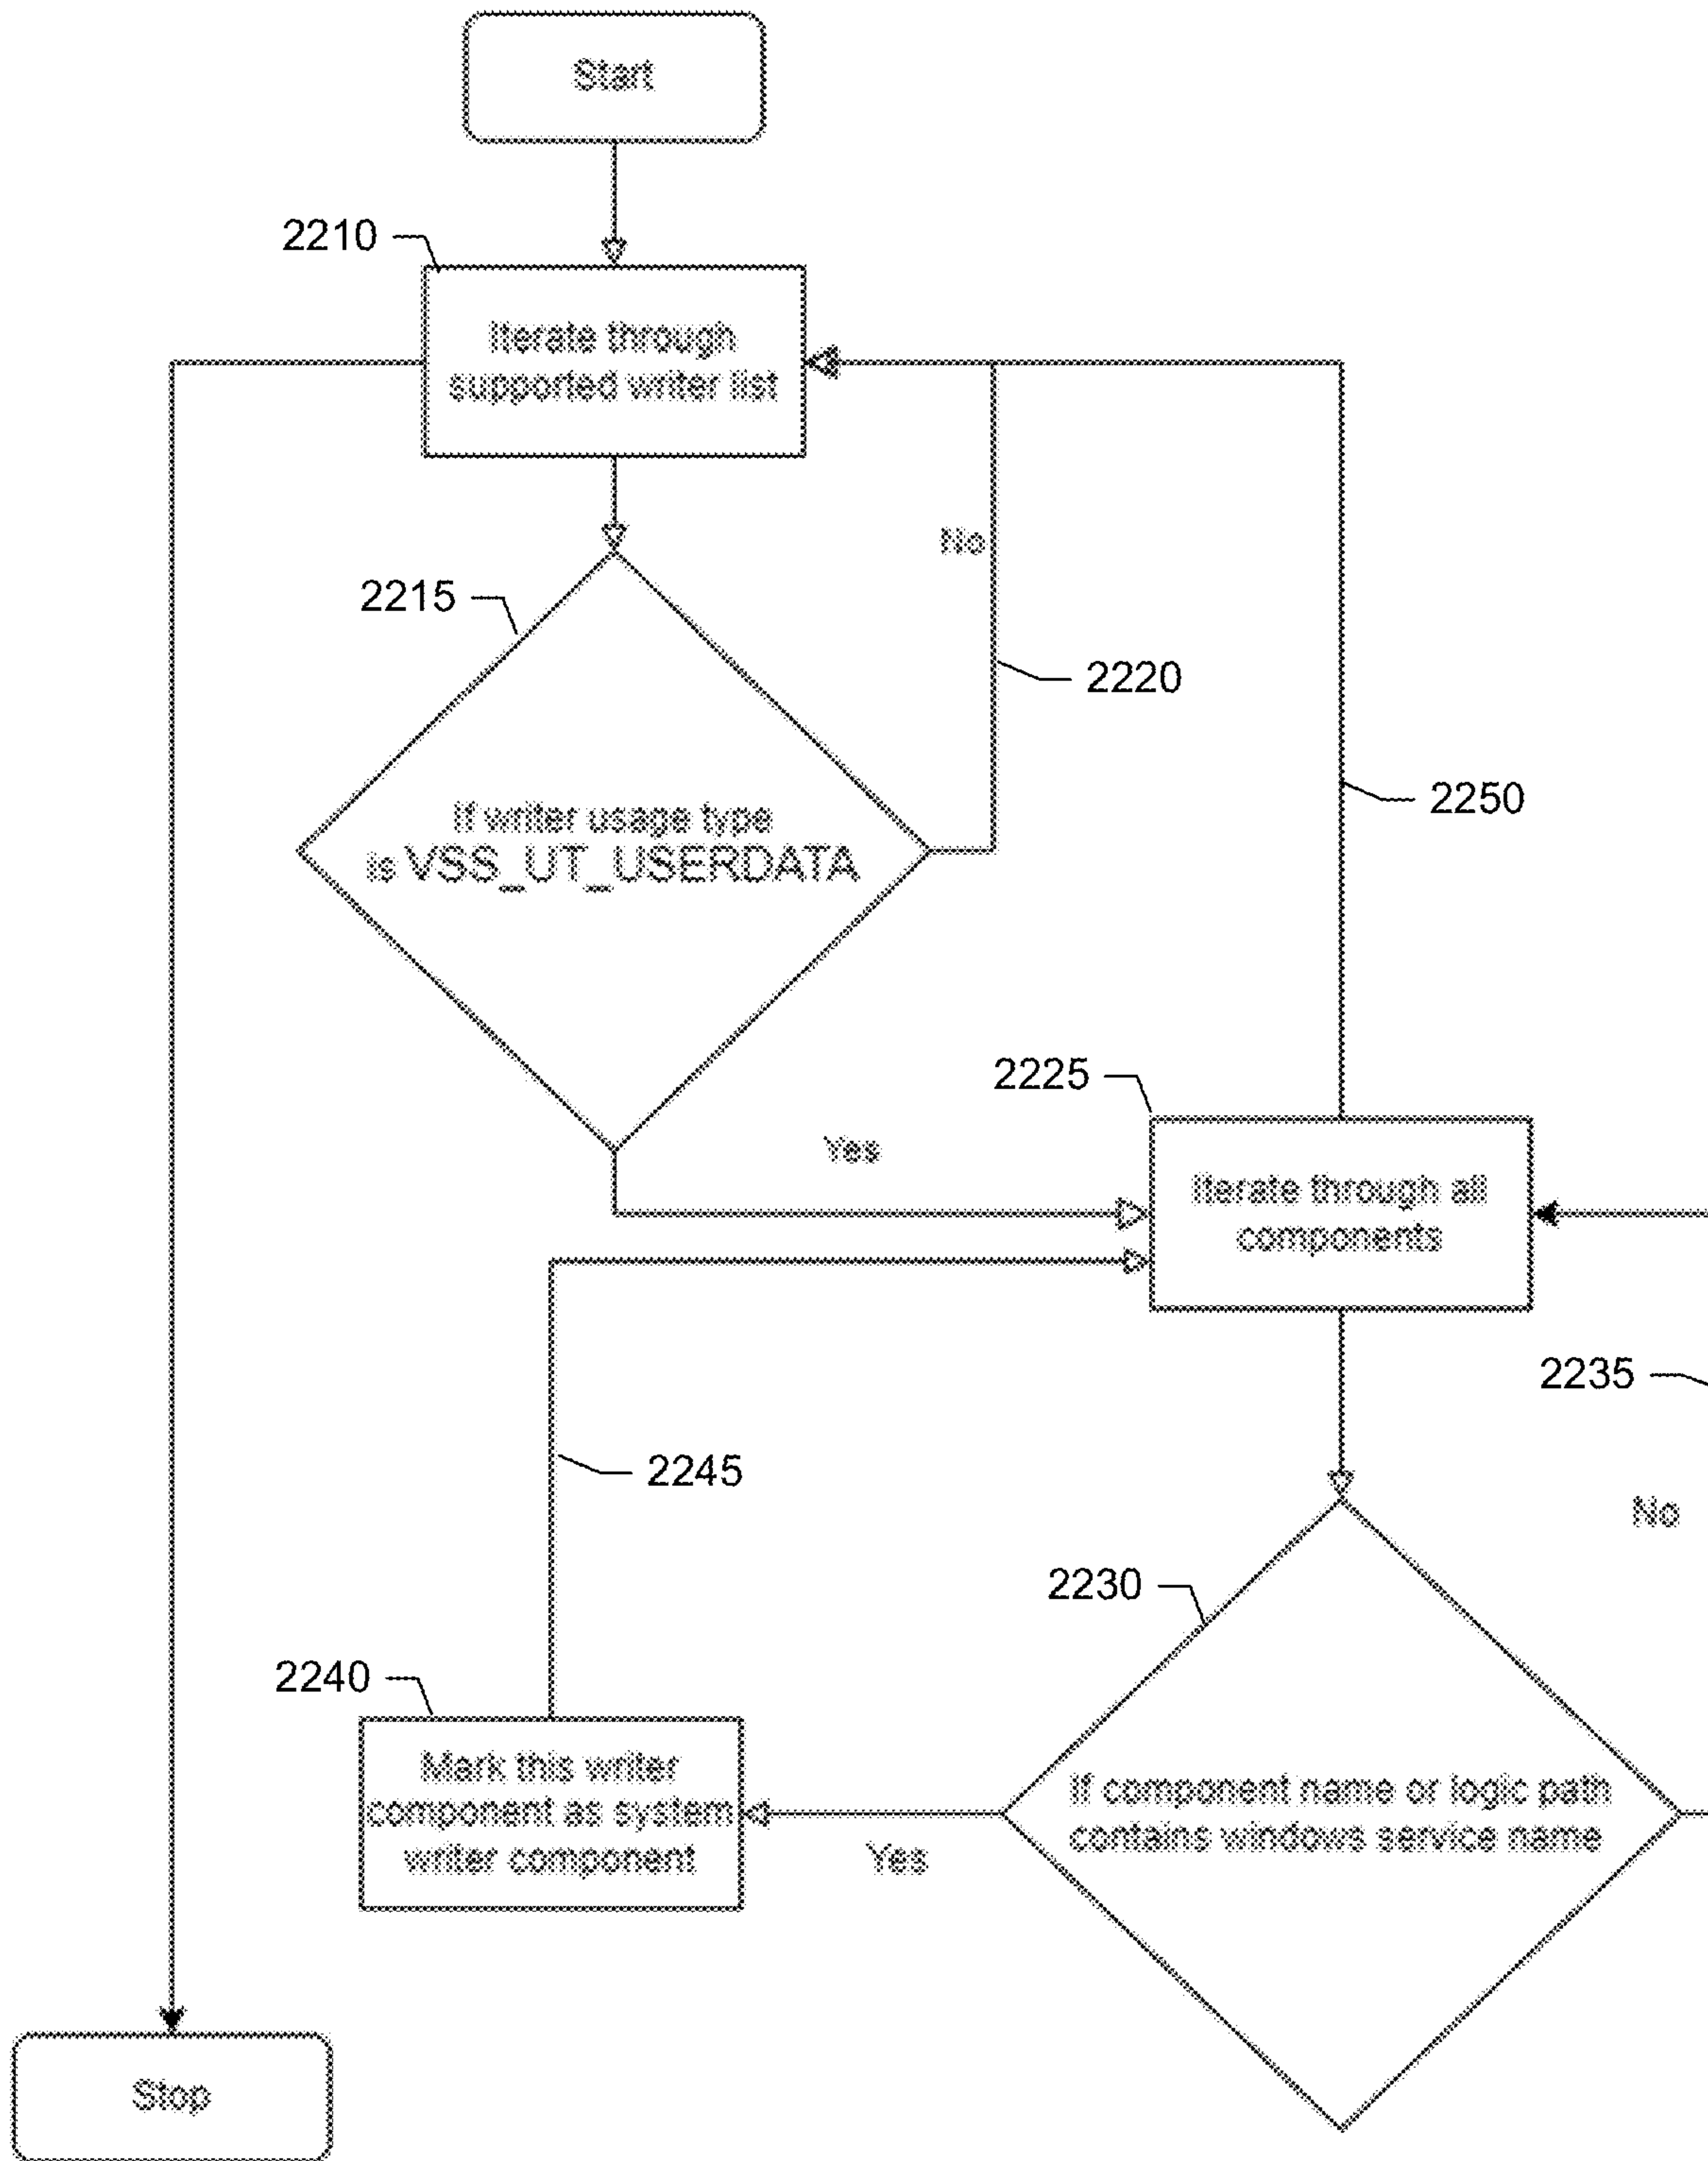 Start
2210
Iterate through
supported writer list
No
2215
2220
If writer usage type
is VSS_UT_USERDATA
2250
2225
Yes
Iterate through all
components
2235
2245
No
2230
2240
Mark this writer
component as system
writer component
If component name or logic path
contains windows service name
Yes
Stop